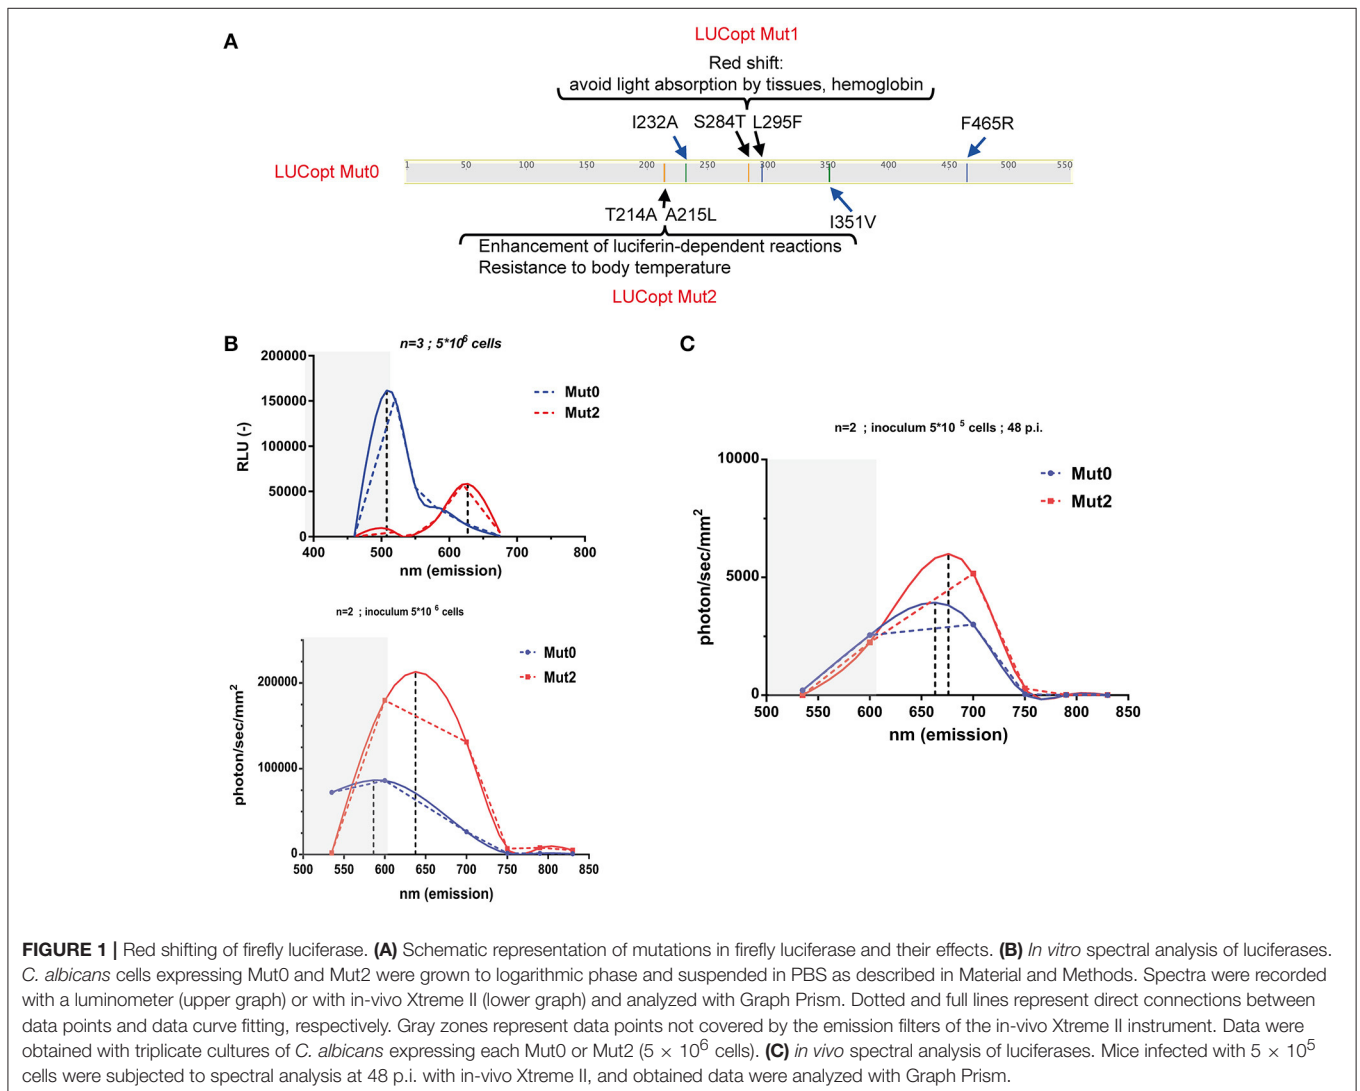 A
LUCopt Mut1
Red shift:
avoid light absorption by tissues, hemoglobin
I232A
S284T
L295F
F465R
LUCopt Mut0
1 50 100 150 200 250 300 350 400 450 500 550
T214A
A215L
I351V
Enhancement of luciferin-dependent reactions
Resistance to body temperature
LUCopt Mut2
B
n=3 ; 5*10⁶ cells
200000
150000
100000
50000
0
RLU (-)
Mut0
Mut2
400 500 600 700 800
nm (emission)
n=2 ; inoculum 5*10 ⁶ cells
200000
100000
0
photon/sec/mm²
Mut0
Mut2
500 550 600 650 700 750 800 850
nm (emission)
C
n=2 ; inoculum 5*10 ⁵ cells ; 48 p.i.
10000
5000
0
photon/sec/mm²
Mut0
Mut2
500 550 600 650 700 750 800 850
nm (emission)
FIGURE 1 | Red shifting of firefly luciferase. (A) Schematic representation of mutations in firefly luciferase and their effects. (B) In vitro spectral analysis of luciferases.
C. albicans cells expressing Mut0 and Mut2 were grown to logarithmic phase and suspended in PBS as described in Material and Methods. Spectra were recorded
with a luminometer (upper graph) or with in-vivo Xtreme II (lower graph) and analyzed with Graph Prism. Dotted and full lines represent direct connections between
data points and data curve fitting, respectively. Gray zones represent data points not covered by the emission filters of the in-vivo Xtreme II instrument. Data were
obtained with triplicate cultures of C. albicans expressing each Mut0 or Mut2 (5 × 10⁶ cells). (C) in vivo spectral analysis of luciferases. Mice infected with 5 × 10⁵
cells were subjected to spectral analysis at 48 p.i. with in-vivo Xtreme II, and obtained data were analyzed with Graph Prism.